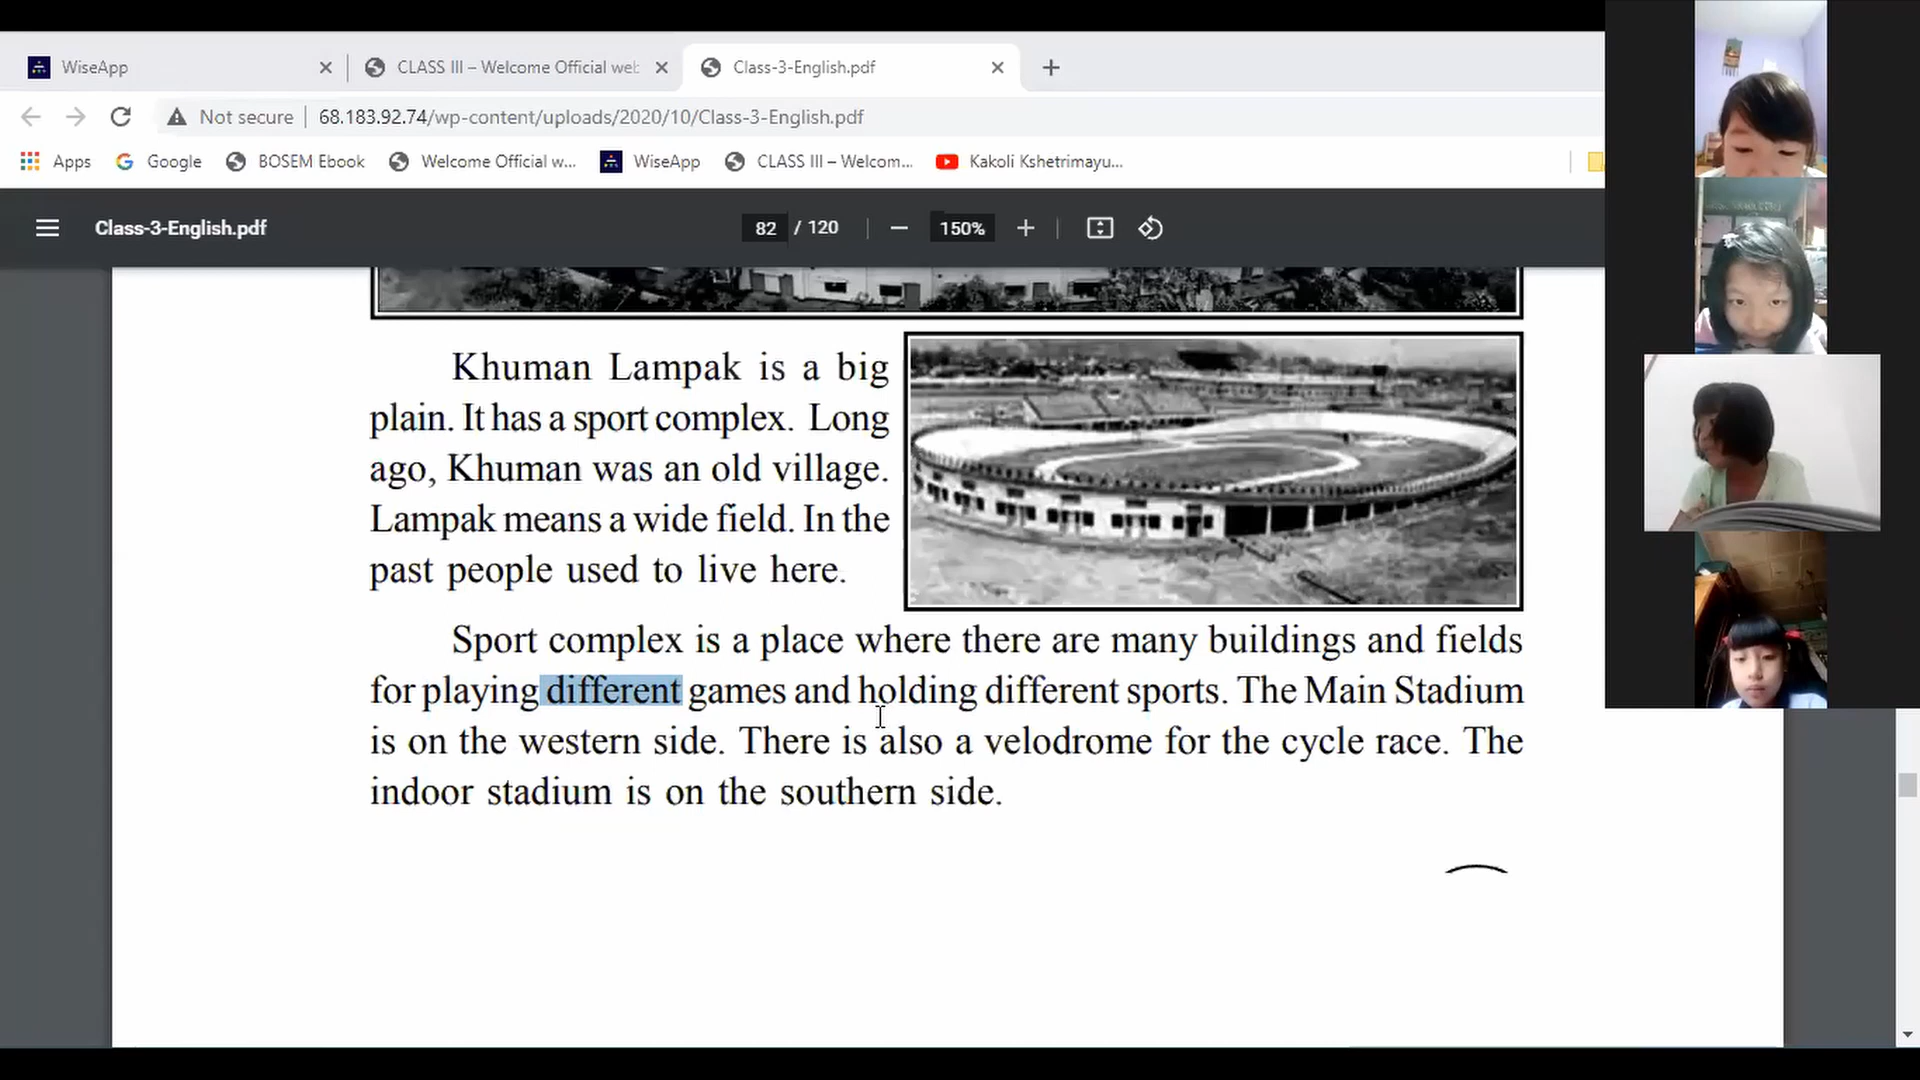 WiseApp
CLASS III – Welcome Official wel
Class-3-English.pdf
Not secure
68.183.92.74/wp-content/uploads/2020/10/Class-3-English.pdf
Apps
Google
BOSEM Ebook
Welcome Official w...
WiseApp
CLASS III – Welcom...
Kakoli Kshetrimayu...
Class-3-English.pdf
82 / 120
150%
Khuman Lampak is a big
plain. It has a sport complex. Long
ago, Khuman was an old village.
Lampak means a wide field. In the
past people used to live here.
Sport complex is a place where there are many buildings and fields
for playing different games and holding different sports. The Main Stadium
is on the western side. There is also a velodrome for the cycle race. The
indoor stadium is on the southern side.